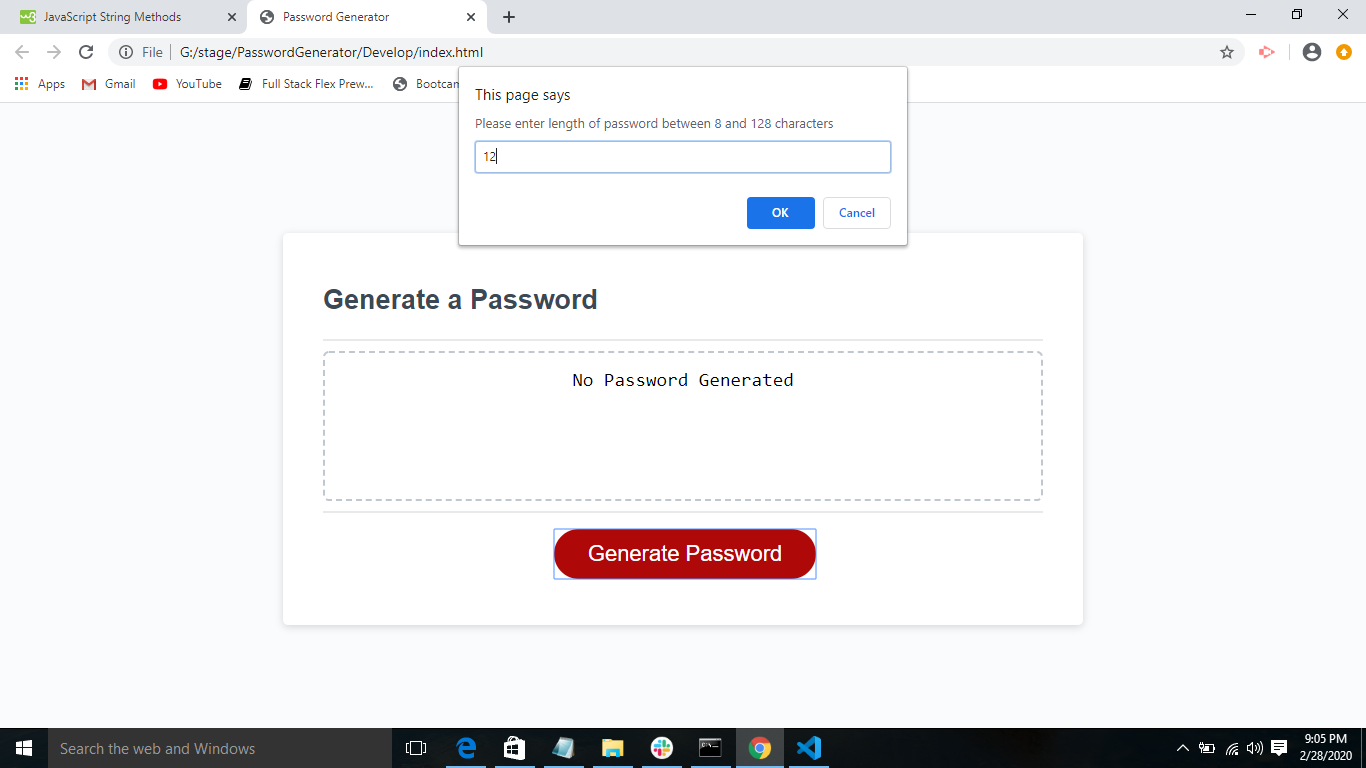 JavaScript String Methods
Password Generator
File
G:/stage/PasswordGenerator/Develop/index.html
Apps
Gmail
YouTube
Full Stack Flex Prew...
This page says
Please enter length of password between 8 and 128 characters
12
OK
Cancel
Generate a Password
No Password Generated
Generate Password
Search the web and Windows
9:05 PM
2/28/2020